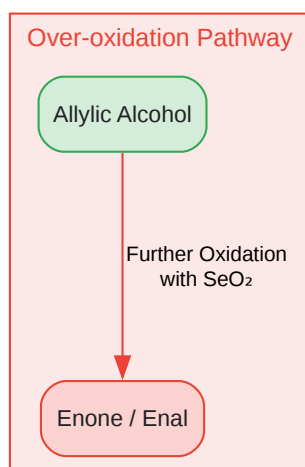 Over-oxidation Pathway
Allylic Alcohol
Further Oxidation
with SeO₂
Enone / Enal